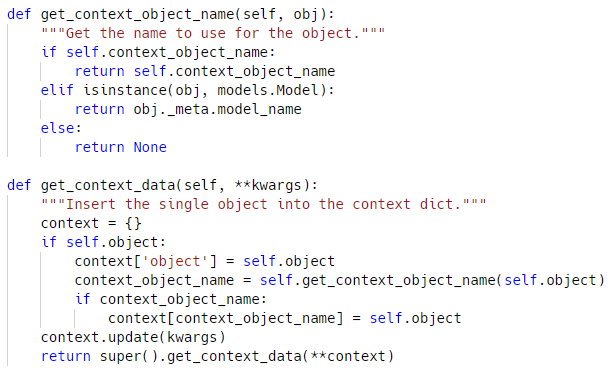 def get_context_object_name(self, obj):
    """Get the name to use for the object."""
    if self.context_object_name:
        return self.context_object_name
    elif isinstance(obj, models.Model):
        return obj._meta.model_name
    else:
        return None

def get_context_data(self, **kwargs):
    """Insert the single object into the context dict."""
    context = {}
    if self.object:
        context['object'] = self.object
        context_object_name = self.get_context_object_name(self.object)
        if context_object_name:
            context[context_object_name] = self.object
    context.update(kwargs)
    return super().get_context_data(**context)